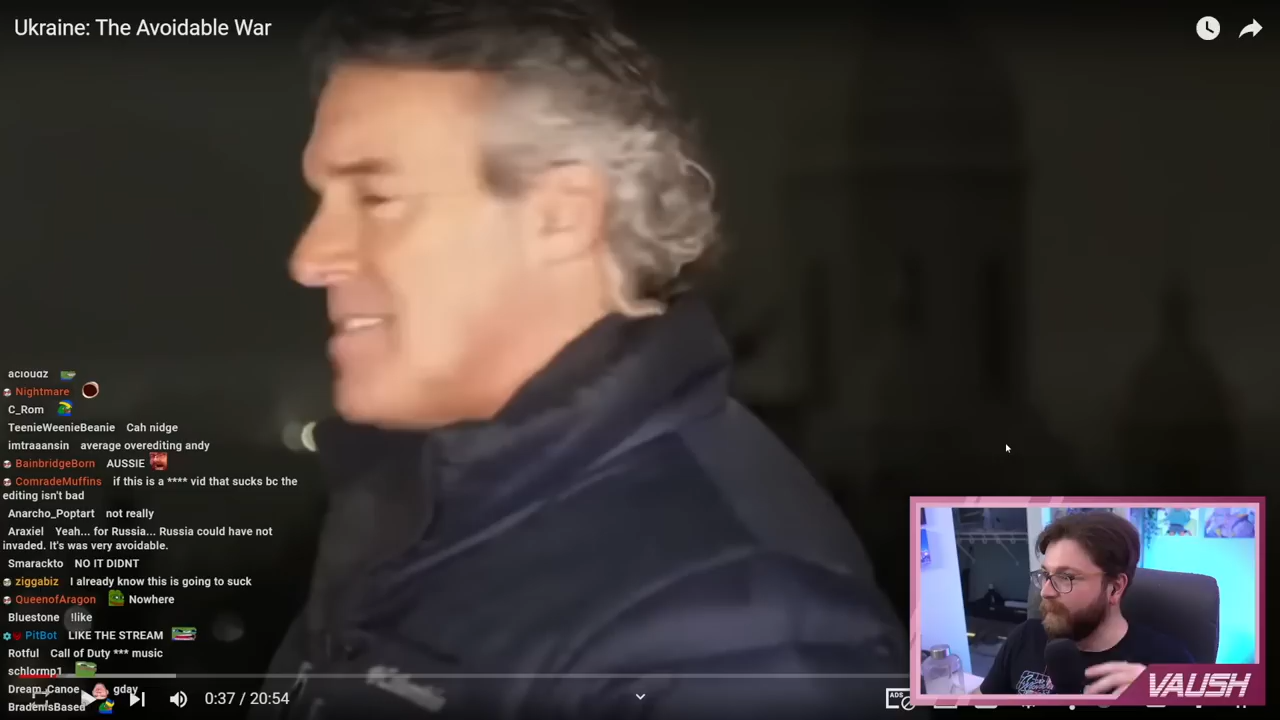 Ukraine: The Avoidable War
aciouqz
Nightmare
C_Rom
TeenieWeenieBeanie Cah nidge
imtraaansin average overediting andy
BainbridgeBorn AUSSIE
ComradeMuffins if this is a **** vid that sucks bc the
editing isn't bad
Anarcho_Poptart not really
Araxiel Yeah... for Russia... Russia could have not
invaded. It's was very avoidable.
Smarackto NO IT DIDNT
ziggabiz I already know this is going to suck
QueenofAragon Nowhere
Bluestone !like
PitBot LIKE THE STREAM
Rotful Call of Duty *** music
schlormp1
Dream_Canoe gday
BradenIsBased
0:37 / 20:54
ADS
VAUSH